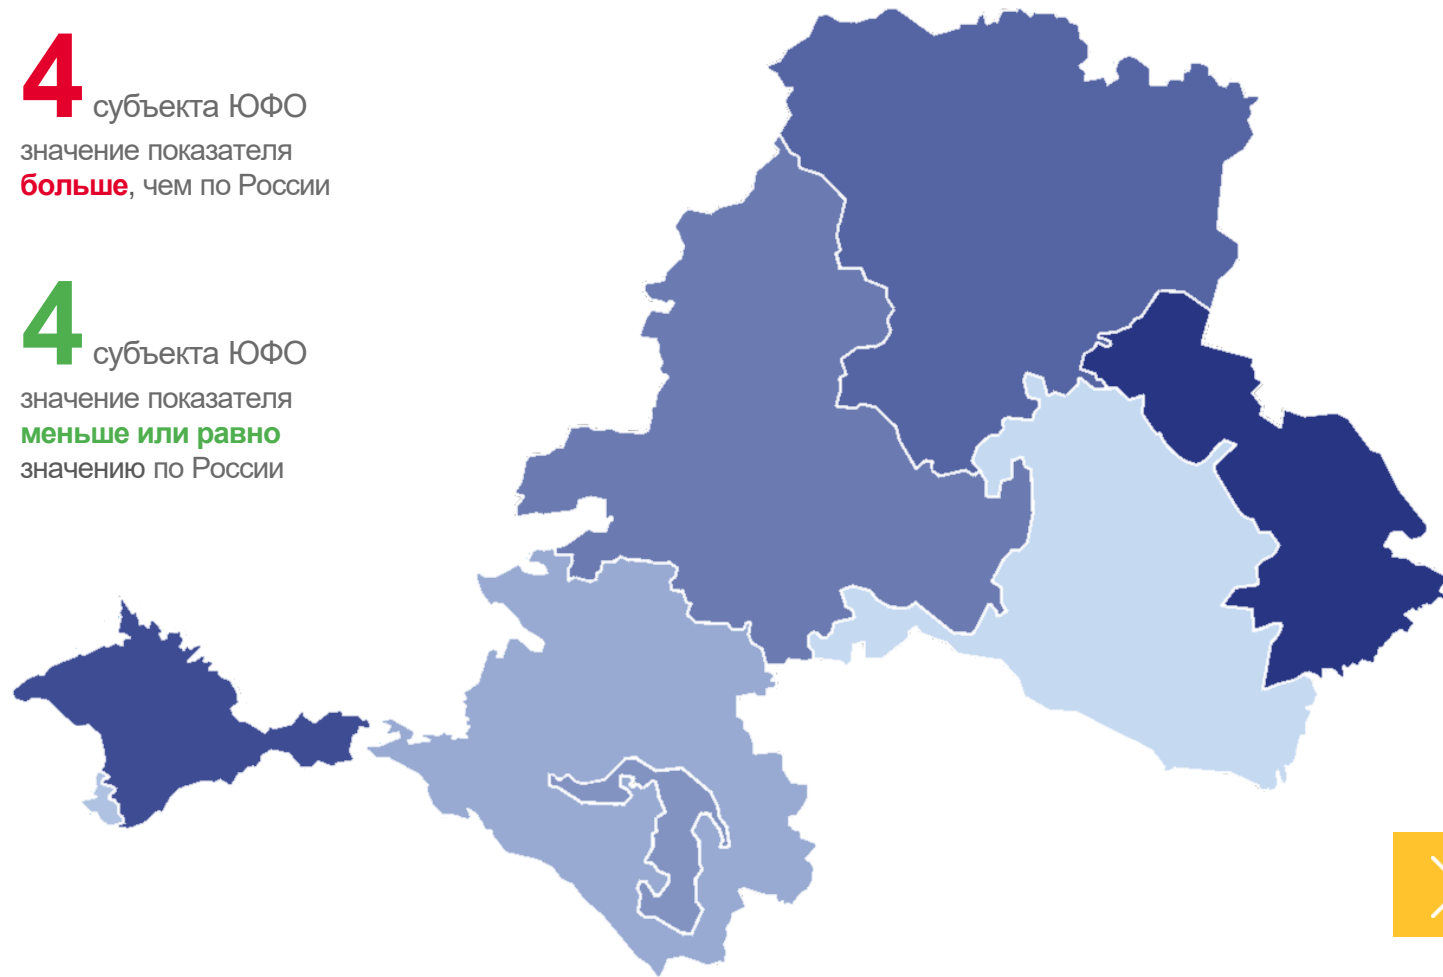 4 субъекта ЮФО
значение показателя
больше, чем по России
4 субъекта ЮФО
значение показателя
меньше или равно
значению по России